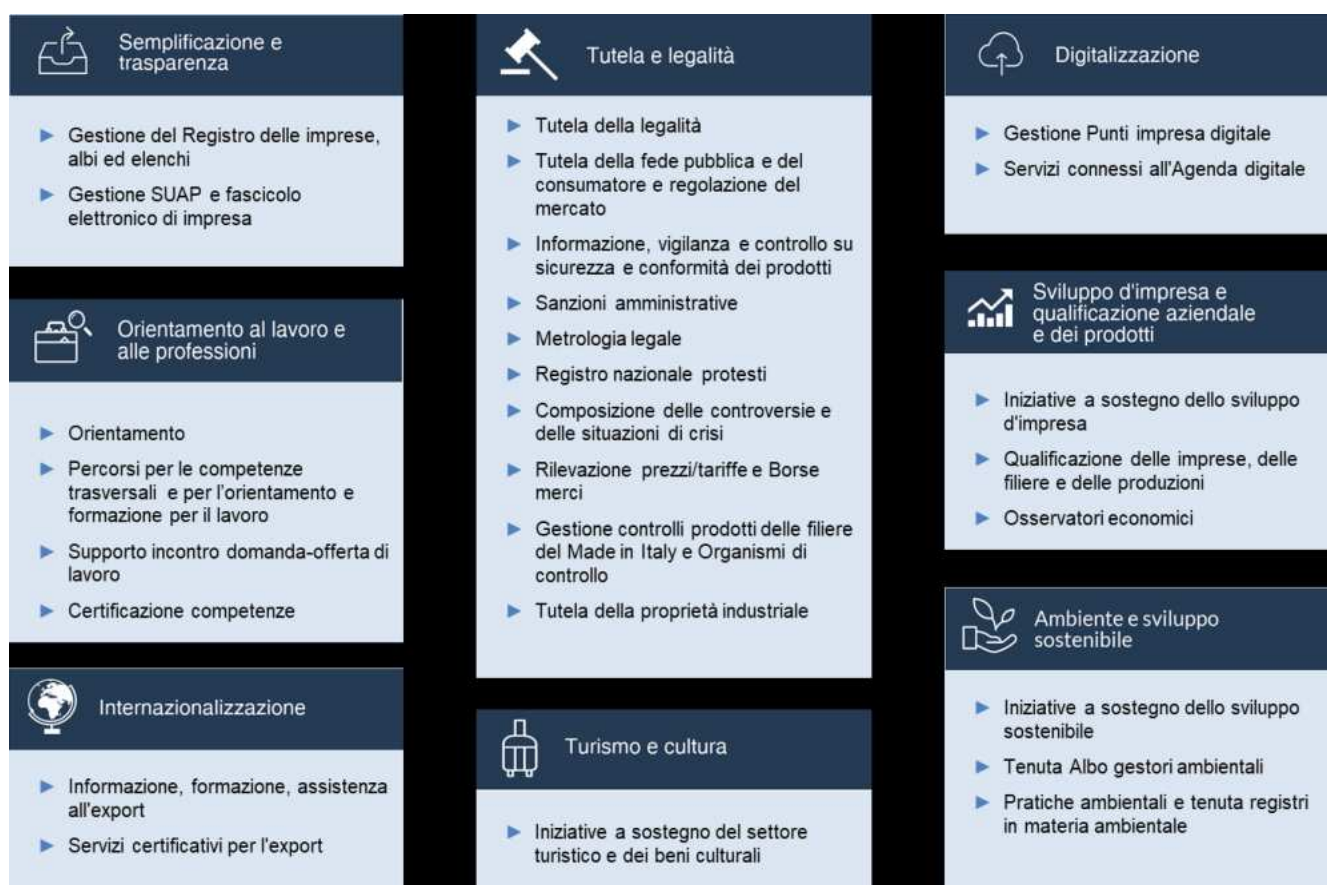 Semplificazione e
trasparenza
Gestione del Registro delle imprese,
albi ed elenchi
Gestione SUAP e fascicolo
elettronico di impresa
Orientamento al lavoro e
alle professioni
Orientamento
Percorsi per le competenze
trasversali e per l'orientamento e
formazione per il lavoro
Supporto incontro domanda-offerta di
lavoro
Certificazione competenze
Internazionalizzazione
Informazione, formazione, assistenza
all'export
Servizi certificativi per l'export
Tutela e legalità
Tutela della legalità
Tutela della fede pubblica e del
consumatore e regolazione del
mercato
Informazione, vigilanza e controllo su
sicurezza e conformità dei prodotti
Sanzioni amministrative
Metrologia legale
Registro nazionale protesti
Composizione delle controversie e
delle situazioni di crisi
Rilevazione prezzi/tariffe e Borse
merci
Gestione controlli prodotti delle filiere
del Made in Italy e Organismi di
controllo
Tutela della proprietà industriale
Turismo e cultura
Iniziative a sostegno del settore
turistico e dei beni culturali
Digitalizzazione
Gestione Punti impresa digitale
Servizi connessi all'Agenda digitale
Sviluppo d'impresa e
qualificazione aziendale
e dei prodotti
Iniziative a sostegno dello sviluppo
d'impresa
Qualificazione delle imprese, delle
filiere e delle produzioni
Osservatori economici
Ambiente e sviluppo
sostenibile
Iniziative a sostegno dello sviluppo
sostenibile
Tenuta Albo gestori ambientali
Pratiche ambientali e tenuta registri
in materia ambientale